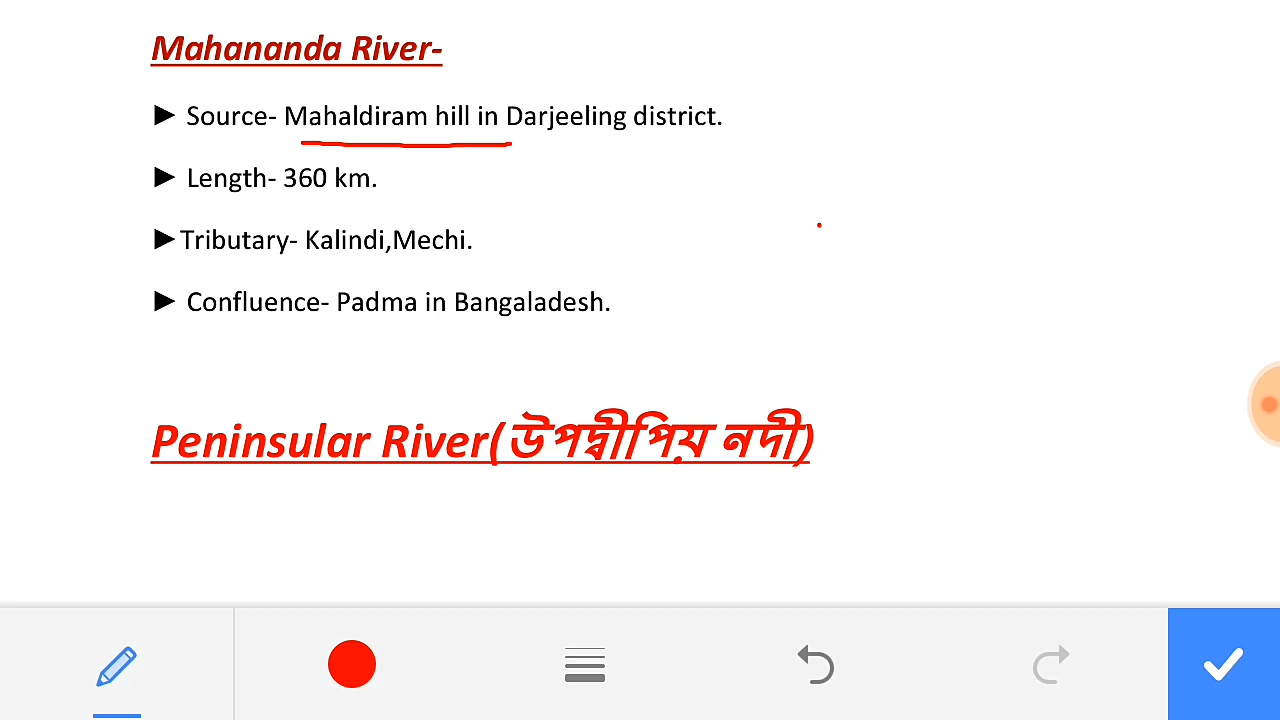 Mahananda River-
► Source- Mahaldiram hill in Darjeeling district.
► Length- 360 km.
►Tributary- Kalindi,Mechi.
► Confluence- Padma in Bangaladesh.
Peninsular River(উপদ্বীপিয় নদী)